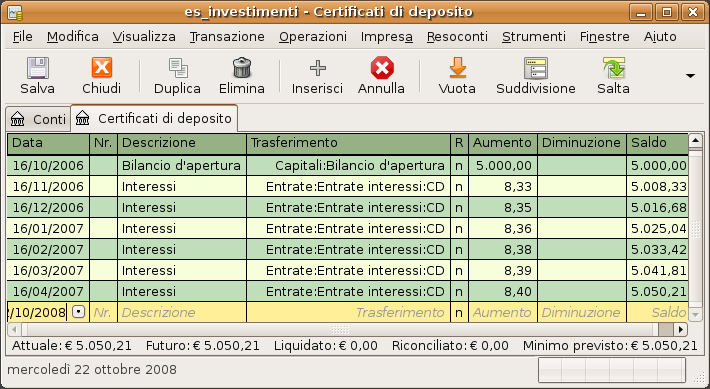 es_investimenti - Certificati di deposito
File Modifica Visualizza Transazione Operazioni Impresa Resoconti Strumenti Finestre Aiuto
Salva Chiudi Duplica Elimina Inserisci Annulla Vuota Suddivisione Salta
Conti Certificati di deposito
Data Nr. Descrizione Trasferimento R Aumento Diminuzione Saldo
16/10/2006 Bilancio d'apertura Capitali:Bilancio d'apertura n 5.000,00 5.000,00
16/11/2006 Interessi Entrate:Entrate interessi:CD n 8,33 5.008,33
16/12/2006 Interessi Entrate:Entrate interessi:CD n 8,35 5.016,68
16/01/2007 Interessi Entrate:Entrate interessi:CD n 8,36 5.025,04
16/02/2007 Interessi Entrate:Entrate interessi:CD n 8,38 5.033,42
16/03/2007 Interessi Entrate:Entrate interessi:CD n 8,39 5.041,81
16/04/2007 Interessi Entrate:Entrate interessi:CD n 8,40 5.050,21
/10/2008 Nr. Descrizione Trasferimento n Aumento Diminuzione Saldo
Attuale: € 5.050,21 Futuro: € 5.050,21 Liquidato: € 0,00 Riconciliato: € 0,00 Minimo previsto: € 5.050,21
mercoledì 22 ottobre 2008